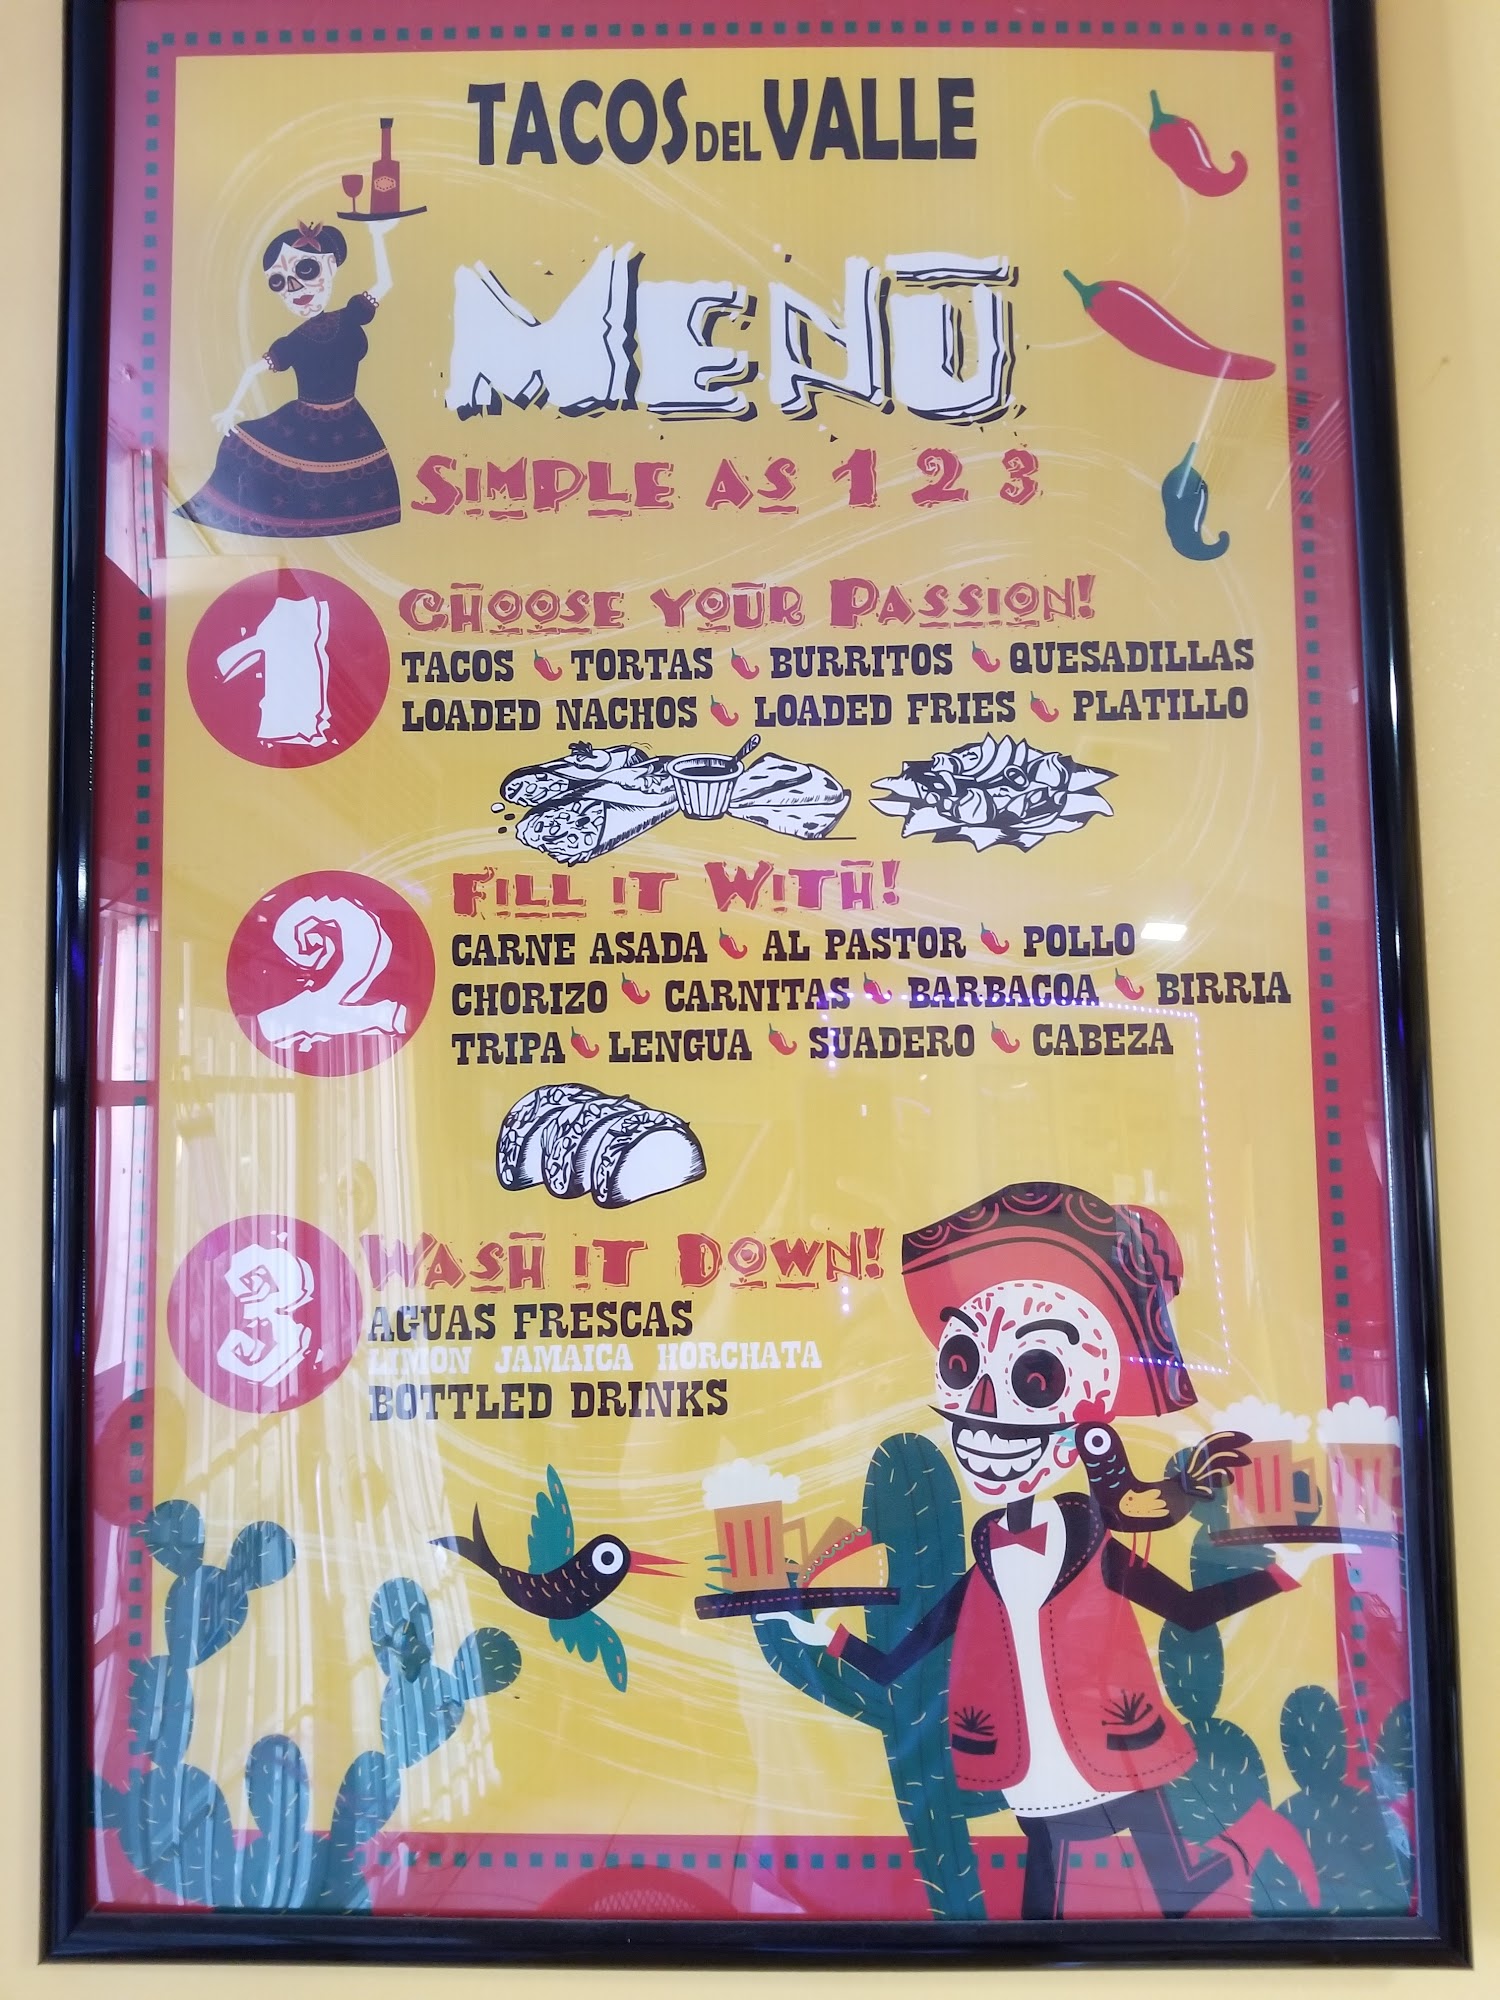 TACOS DEL VALLE
MENU
SIMPLE AS 1 2 3
1
CHOOSE YOUR PASSION!
TACOS TORTAS BURRITOS QUESADILLAS
LOADED NACHOS LOADED FRIES PLATILLO
2
FILL IT WITH!
CARNE ASADA AL PASTOR POLLO
CHORIZO CARNITAS BARBACOA BIRRIA
TRIPA LENGUA SUADERO CABEZA
3
WASH IT DOWN!
AGUAS FRESCAS
LIMON JAMAICA HORCHATA
BOTTLED DRINKS